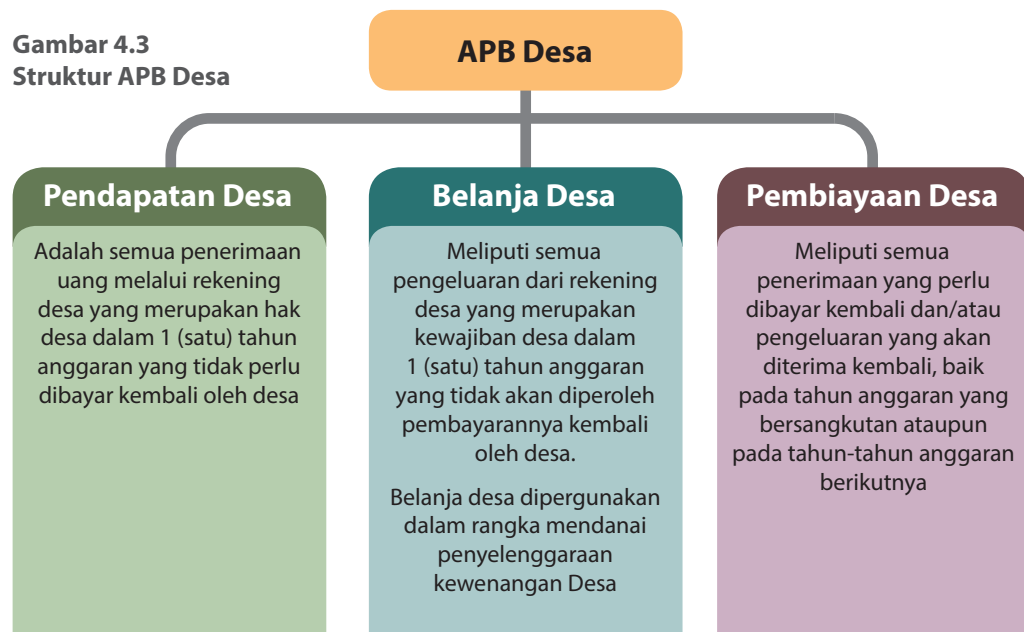 Gambar 4.3
Struktur APB Desa
APB Desa
Pendapatan Desa
Adalah semua penerimaan
uang melalui rekening
desa yang merupakan hak
desa dalam 1 (satu) tahun
anggaran yang tidak perlu
dibayar kembali oleh desa
Belanja Desa
Meliputi semua
pengeluaran dari rekening
desa yang merupakan
kewajiban desa dalam
1 (satu) tahun anggaran
yang tidak akan diperoleh
pembayarannya kembali
oleh desa.
Belanja desa dipergunakan
dalam rangka mendanai
penyelenggaraan
kewenangan Desa
Pembiayaan Desa
Meliputi semua
penerimaan yang perlu
dibayar kembali dan/atau
pengeluaran yang akan
diterima kembali, baik
pada tahun anggaran yang
bersangkutan ataupun
pada tahun-tahun anggaran
berikutnya